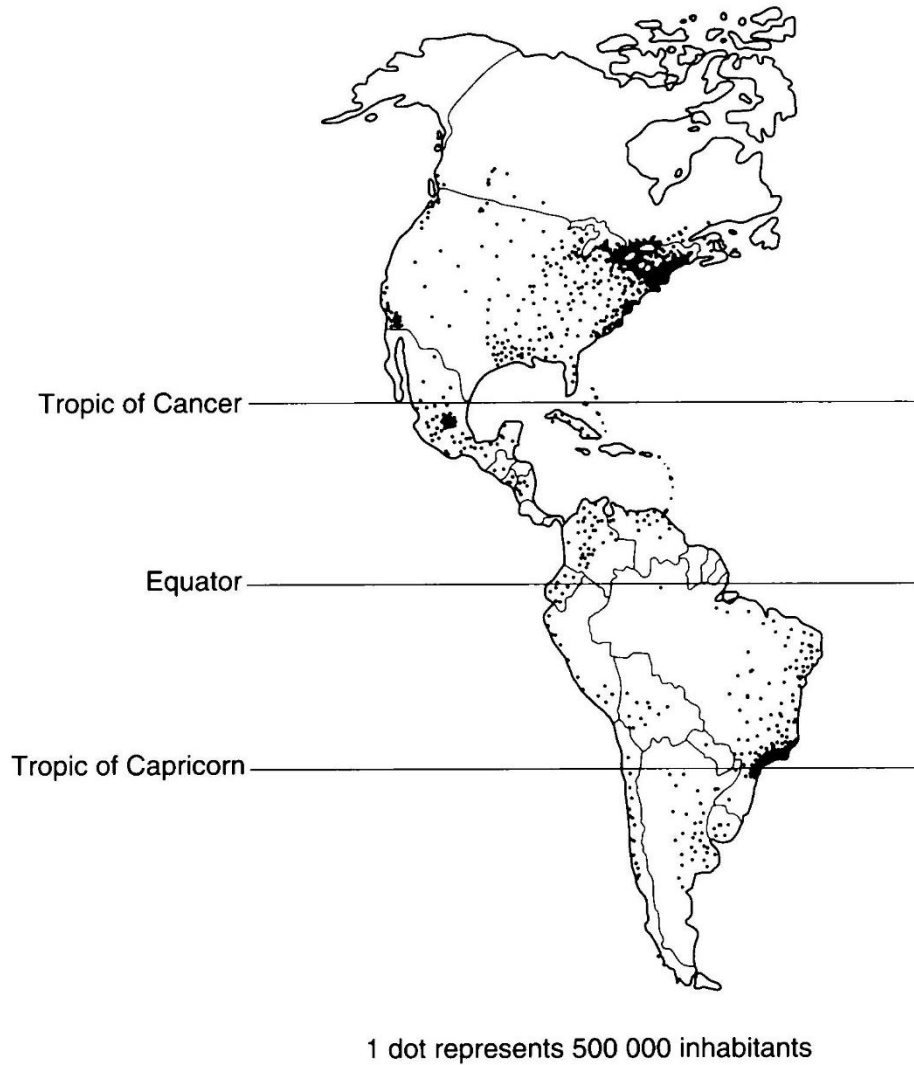 Tropic of Cancer
Equator
Tropic of Capricorn
1 dot represents 500 000 inhabitants